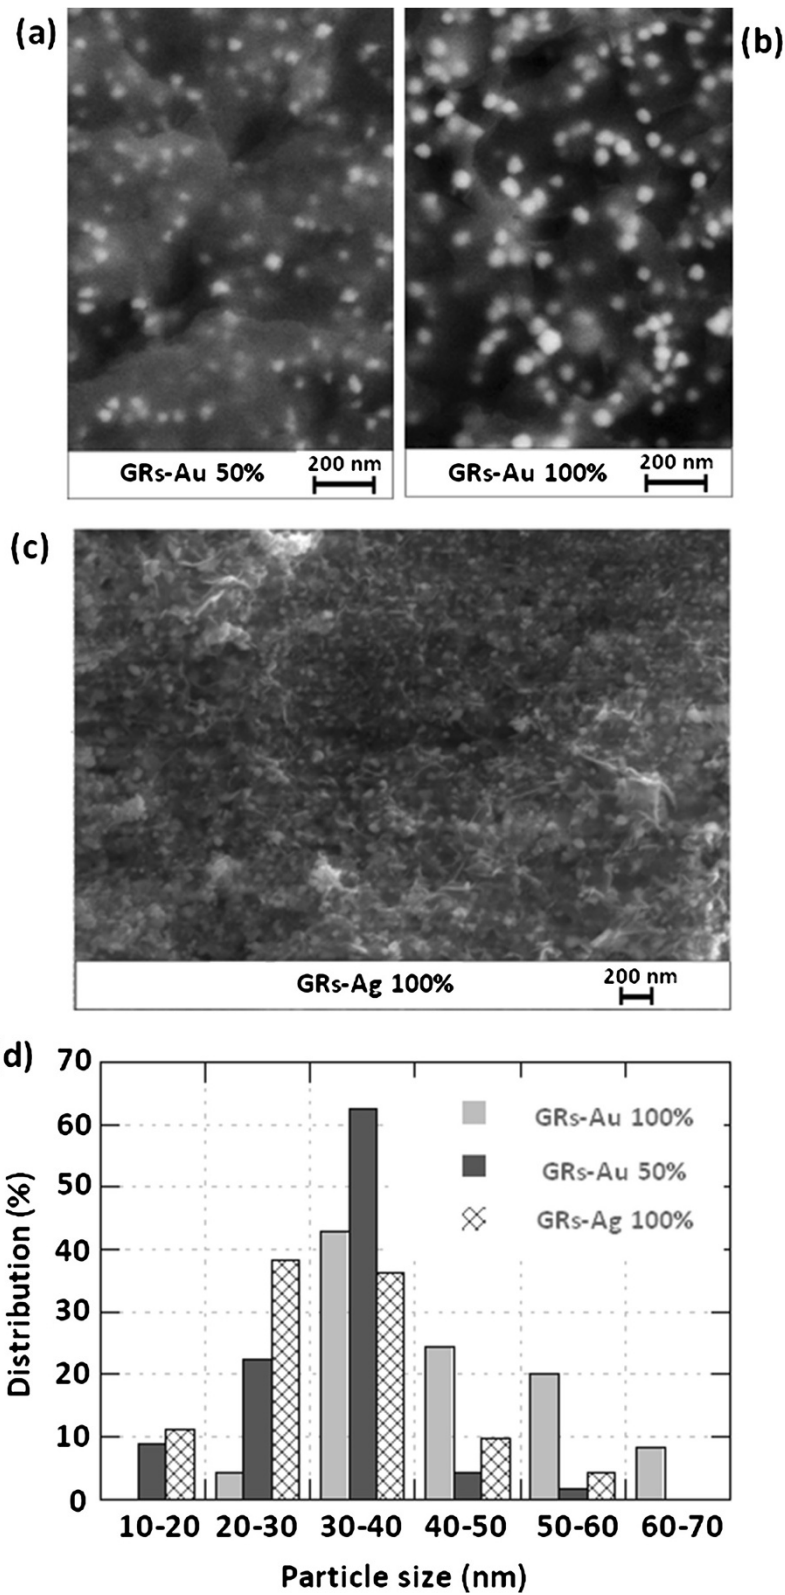 (a)
(b)
GRs-Au 50%
200 nm
GRs-Au 100%
200 nm
(c)
GRs-Ag 100%
200 nm
d)
70
60
50
40
30
20
10
0
Distribution (%)
GRs-Au 100%
GRs-Au 50%
GRs-Ag 100%
10-20 20-30 30-40 40-50 50-60 60-70
Particle size (nm)